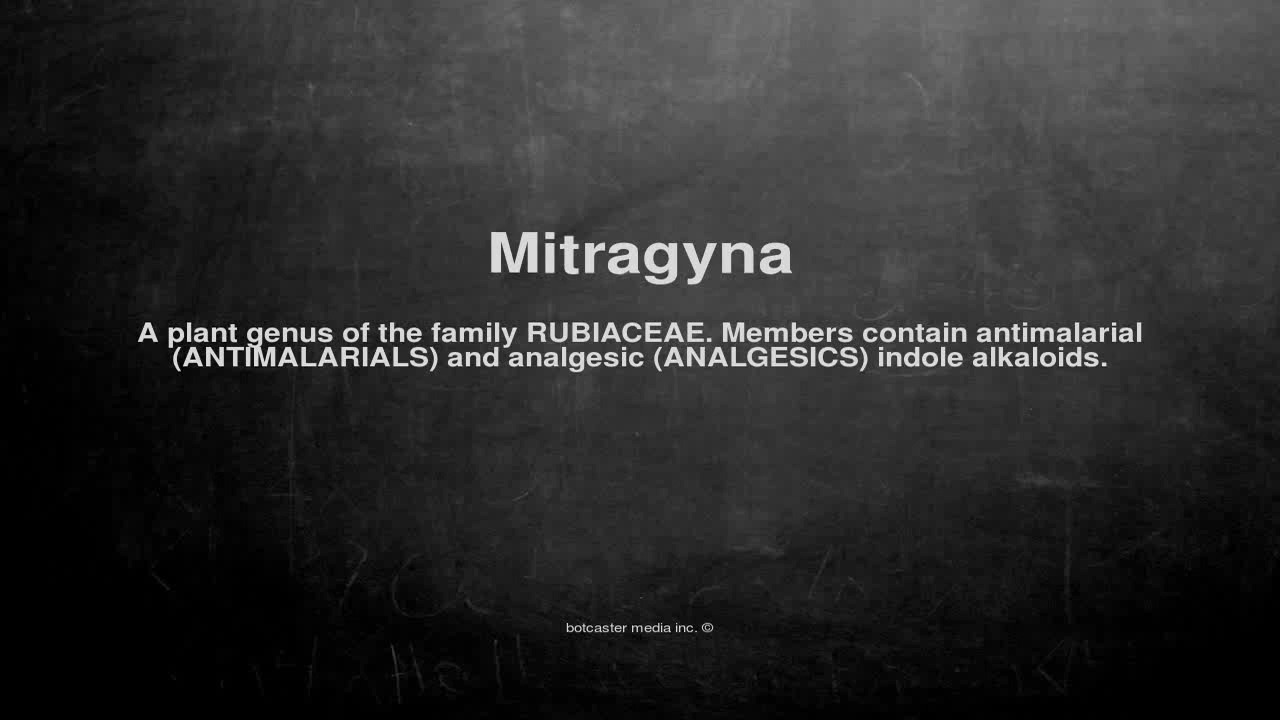 Mitragyna
A plant genus of the family RUBIACEAE. Members contain antimalarial
(ANTIMALARIALS) and analgesic (ANALGESICS) indole alkaloids.
botcaster media inc. ©